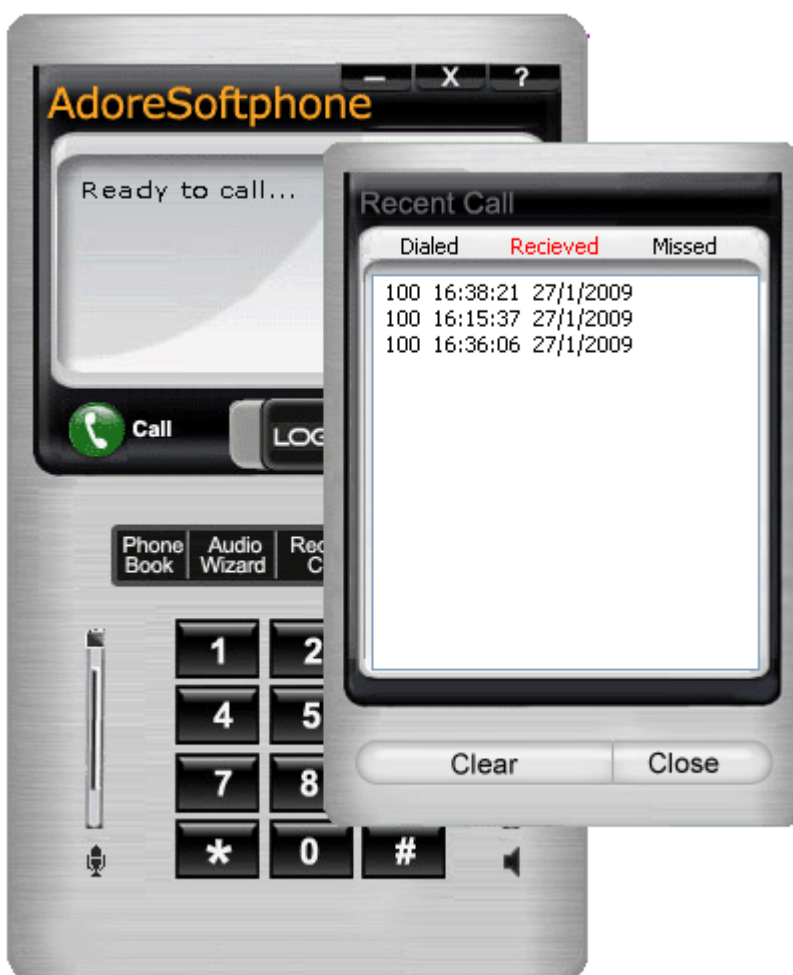 — X ?
AdoreSoftphone
Ready to call...
Call
LOG
Phone Book
Audio Wizard
1 2
4 5
7 8
* 0 #
Recent Call
Dialed Recieved Missed
100 16:38:21 27/1/2009
100 16:15:37 27/1/2009
100 16:36:06 27/1/2009
Clear Close